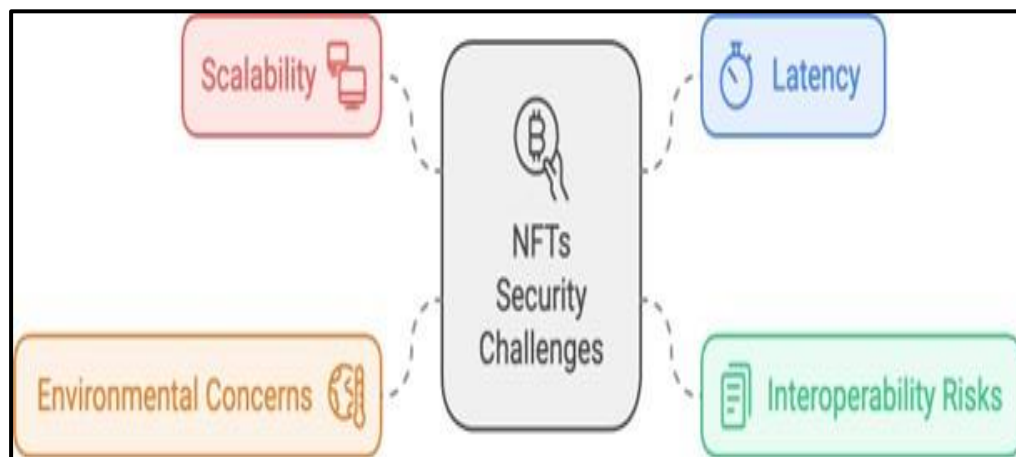 Scalability
Latency
NFTs
Security
Challenges
Environmental Concerns
Interoperability Risks